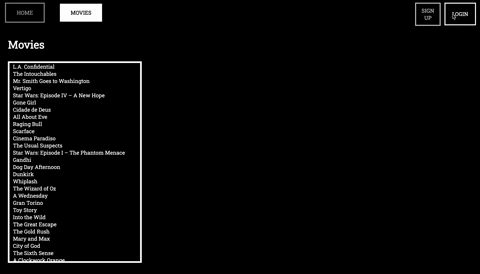 HOME
MOVIES
SIGN
UP
LOGIN
Movies
L.A. Confidential
The Intouchables
Mr. Smith Goes to Washington
Vertigo
Star Wars: Episode IV – A New Hope
Gone Girl
Cidade de Deus
All About Eve
Raging Bull
Scarface
Cinema Paradiso
The Usual Suspects
Star Wars: Episode I – The Phantom Menace
Gandhi
Dog Day Afternoon
Dunkirk
Whiplash
The Wizard of Oz
A Wednesday
Gran Torino
Toy Story
Into the Wild
The Great Escape
The Gold Rush
Mary and Max
City of God
The Sixth Sense
A Clockwork Orange